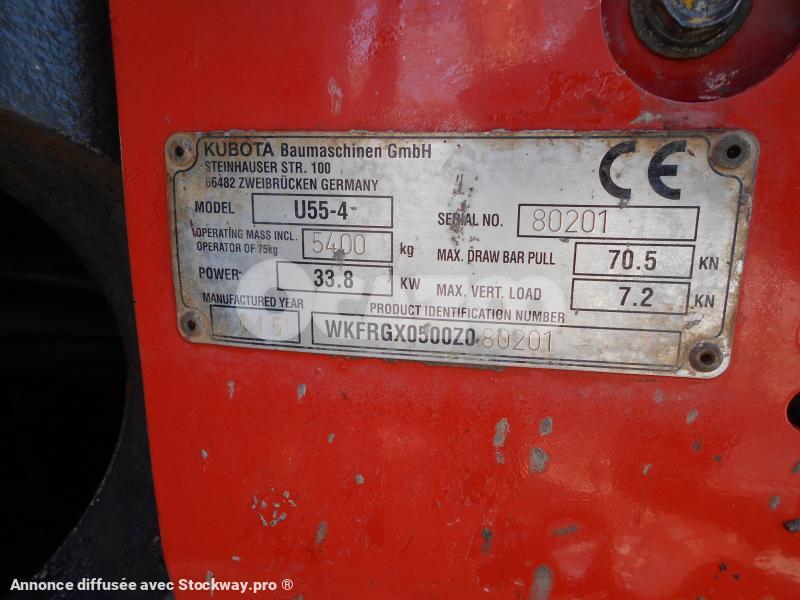 KUBOTA Baumaschinen GmbH
STEINHAUSER STR. 100
66482 ZWEIBRÜCKEN GERMANY
CE
MODEL U55-4
SERIAL NO. 80201
OPERATING MASS INCL. OPERATOR OF 75kg 5400 kg
MAX. DRAW BAR PULL 70.5 KN
POWER 33.8 KW
MAX. VERT. LOAD 7.2 KN
MANUFACTURED YEAR 2016
PRODUCT IDENTIFICATION NUMBER
WKFRGX0500Z080201
Annonce diffusée avec Stockway.pro ®